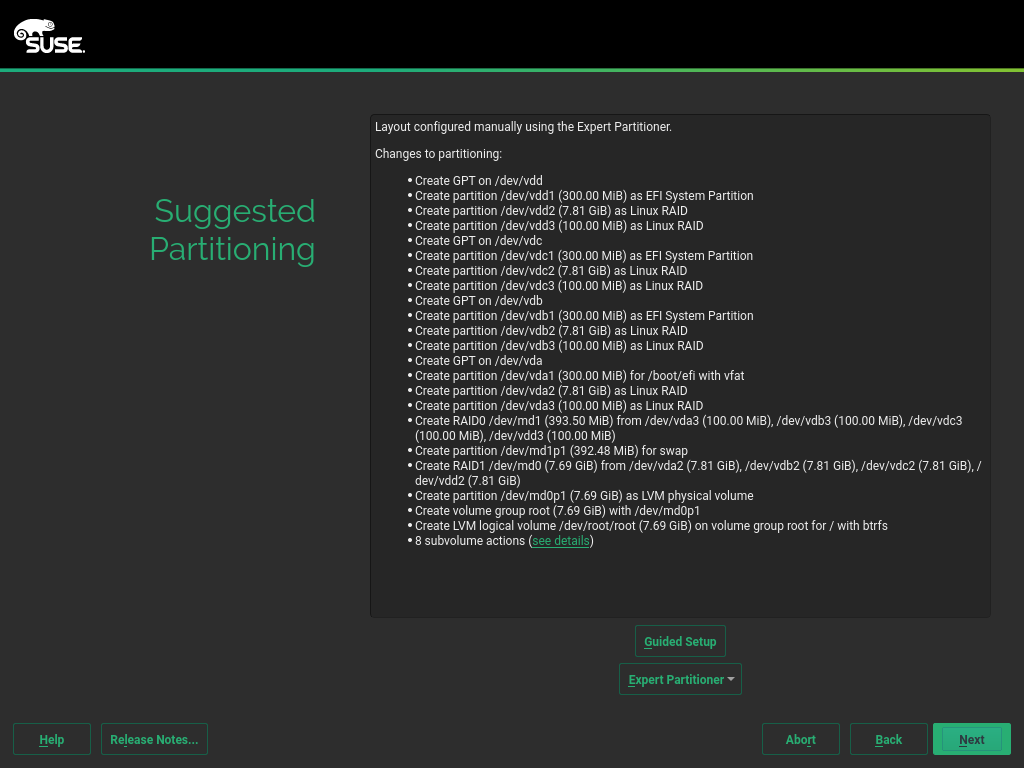 SUSE.
Suggested
Partitioning
Layout configured manually using the Expert Partitioner.
Changes to partitioning:
• Create GPT on /dev/vdd
• Create partition /dev/vdd1 (300.00 MiB) as EFI System Partition
• Create partition /dev/vdd2 (7.81 GiB) as Linux RAID
• Create partition /dev/vdd3 (100.00 MiB) as Linux RAID
• Create GPT on /dev/vdc
• Create partition /dev/vdc1 (300.00 MiB) as EFI System Partition
• Create partition /dev/vdc2 (7.81 GiB) as Linux RAID
• Create partition /dev/vdc3 (100.00 MiB) as Linux RAID
• Create GPT on /dev/vdb
• Create partition /dev/vdb1 (300.00 MiB) as EFI System Partition
• Create partition /dev/vdb2 (7.81 GiB) as Linux RAID
• Create partition /dev/vdb3 (100.00 MiB) as Linux RAID
• Create GPT on /dev/vda
• Create partition /dev/vda1 (300.00 MiB) for /boot/efi with vfat
• Create partition /dev/vda2 (7.81 GiB) as Linux RAID
• Create partition /dev/vda3 (100.00 MiB) as Linux RAID
• Create RAID0 /dev/md1 (393.50 MiB) from /dev/vda3 (100.00 MiB), /dev/vdb3 (100.00 MiB), /dev/vdc3
(100.00 MiB), /dev/vdd3 (100.00 MiB)
• Create partition /dev/md1p1 (392.48 MiB) for swap
• Create RAID1 /dev/md0 (7.69 GiB) from /dev/vda2 (7.81 GiB), /dev/vdb2 (7.81 GiB), /dev/vdc2 (7.81 GiB), /
dev/vdd2 (7.81 GiB)
• Create partition /dev/md0p1 (7.69 GiB) as LVM physical volume
• Create volume group root (7.69 GiB) with /dev/md0p1
• Create LVM logical volume /dev/root/root (7.69 GiB) on volume group root for / with btrfs
• 8 subvolume actions (see details)
Guided Setup
Expert Partitioner
Help
Release Notes...
Abort
Back
Next